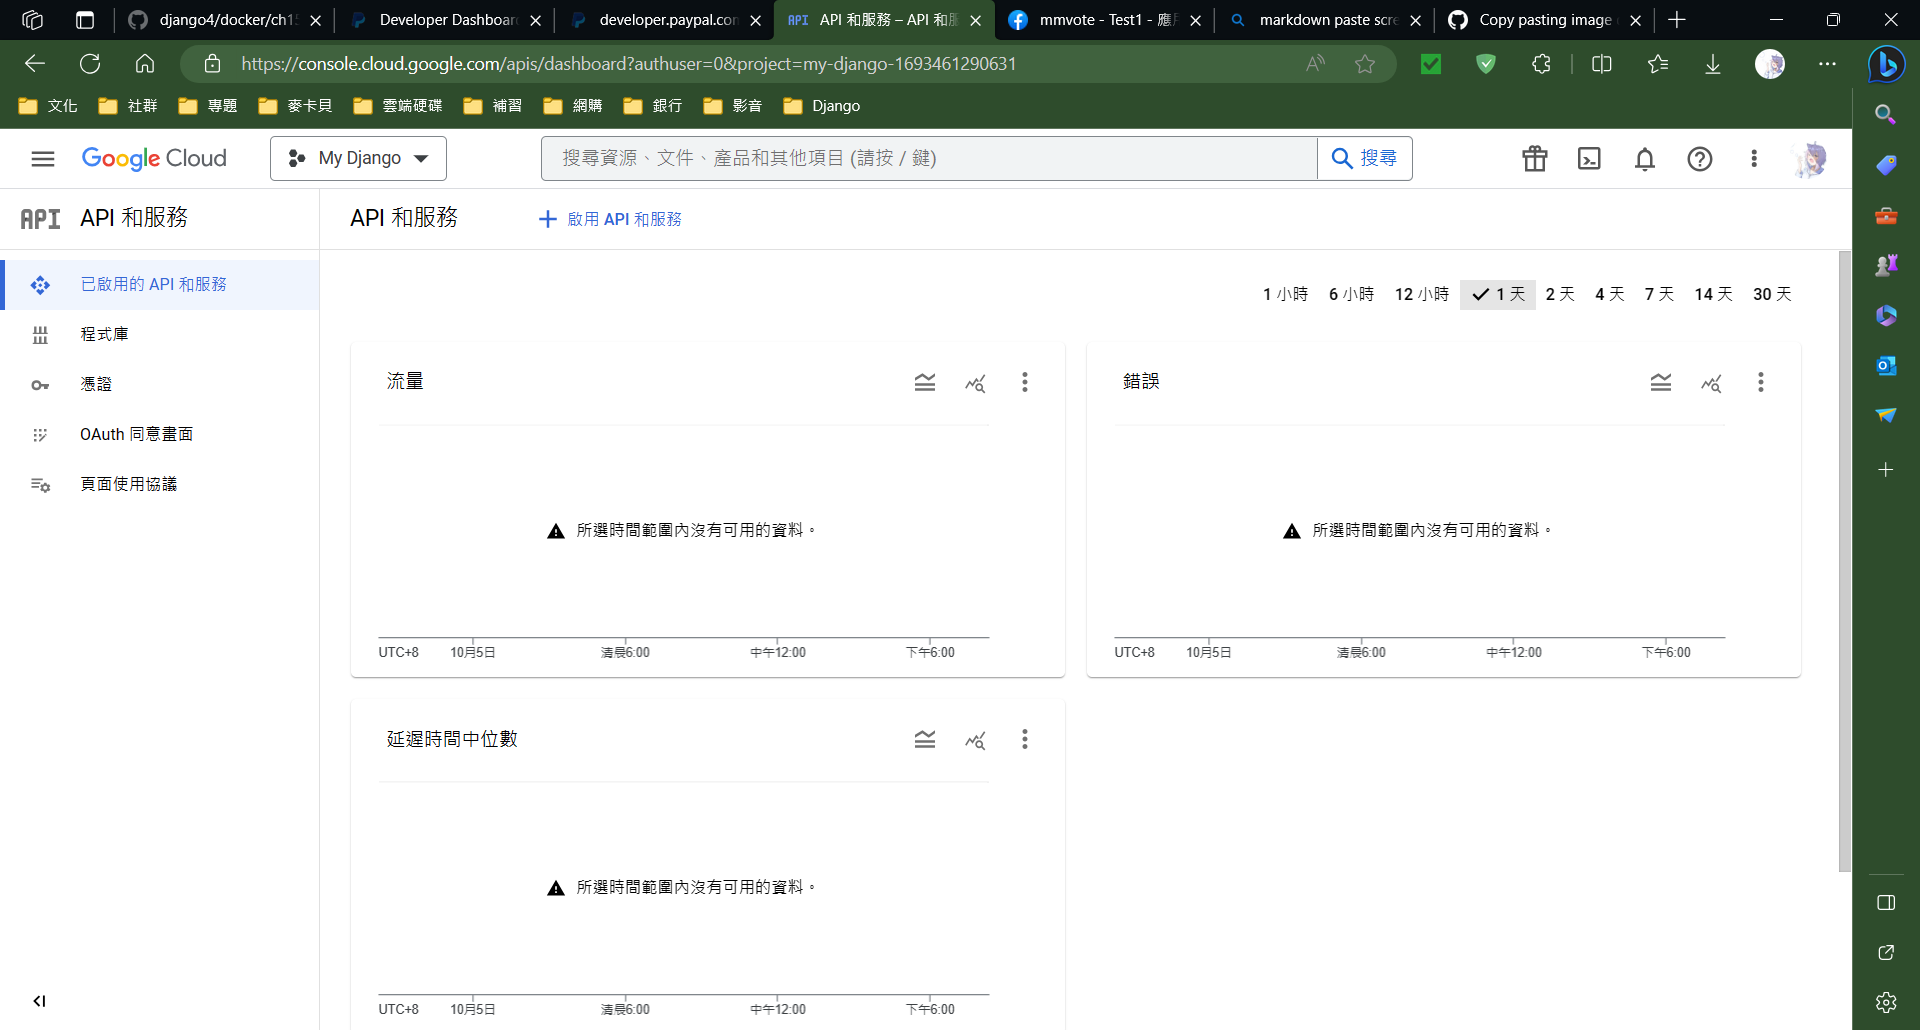 django4/docker/ch1
Developer Dashboar
developer.paypal.con
API 和服務 – API 和服
mmvote - Test1 - 應用
markdown paste scre
Copy pasting image
https://console.cloud.google.com/apis/dashboard?authuser=0&project=my-django-1693461290631
文化 社群 專題 麥卡貝 雲端硬碟 補習 網購 銀行 影音 Django
Google Cloud
My Django
搜尋資源、文件、產品和其他項目 (請按 / 鍵)
搜尋
API API 和服務
API 和服務
啟用 API 和服務
已啟用的 API 和服務
程式庫
憑證
OAuth 同意畫面
頁面使用協議
1 小時 6 小時 12 小時 1 天 2 天 4 天 7 天 14 天 30 天
流量
所選時間範圍內沒有可用的資料。
UTC+8 10月5日 清晨6:00 中午12:00 下午6:00
錯誤
所選時間範圍內沒有可用的資料。
UTC+8 10月5日 清晨6:00 中午12:00 下午6:00
延遲時間中位數
所選時間範圍內沒有可用的資料。
UTC+8 10月5日 清晨6:00 中午12:00 下午6:00